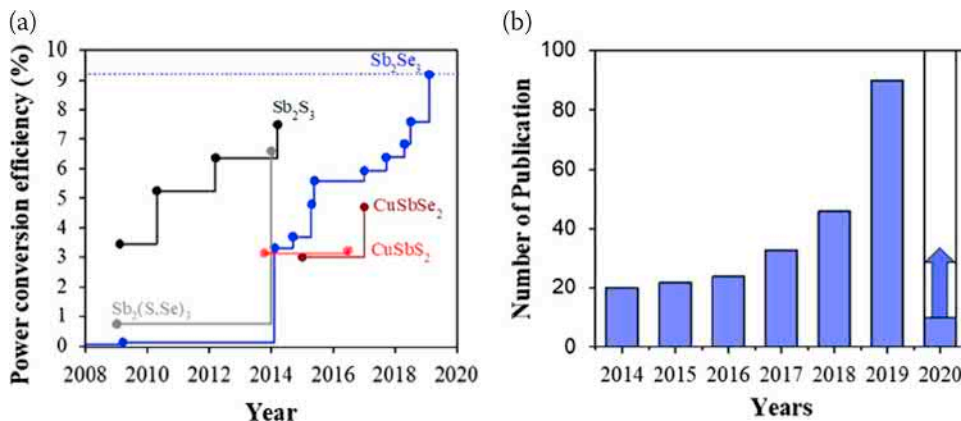 (a)
Power conversion efficiency (%)
10
9
8
7
6
5
4
3
2
1
0
Sb₂Se₃
Sb₂S₃
CuSbSe₂
CuSbS₂
Sb₂(S.Se)₃
2008 2010 2012 2014 2016 2018 2020
Year
(b)
Number of Publication
100
80
60
40
20
0
2014 2015 2016 2017 2018 2019 2020
Years